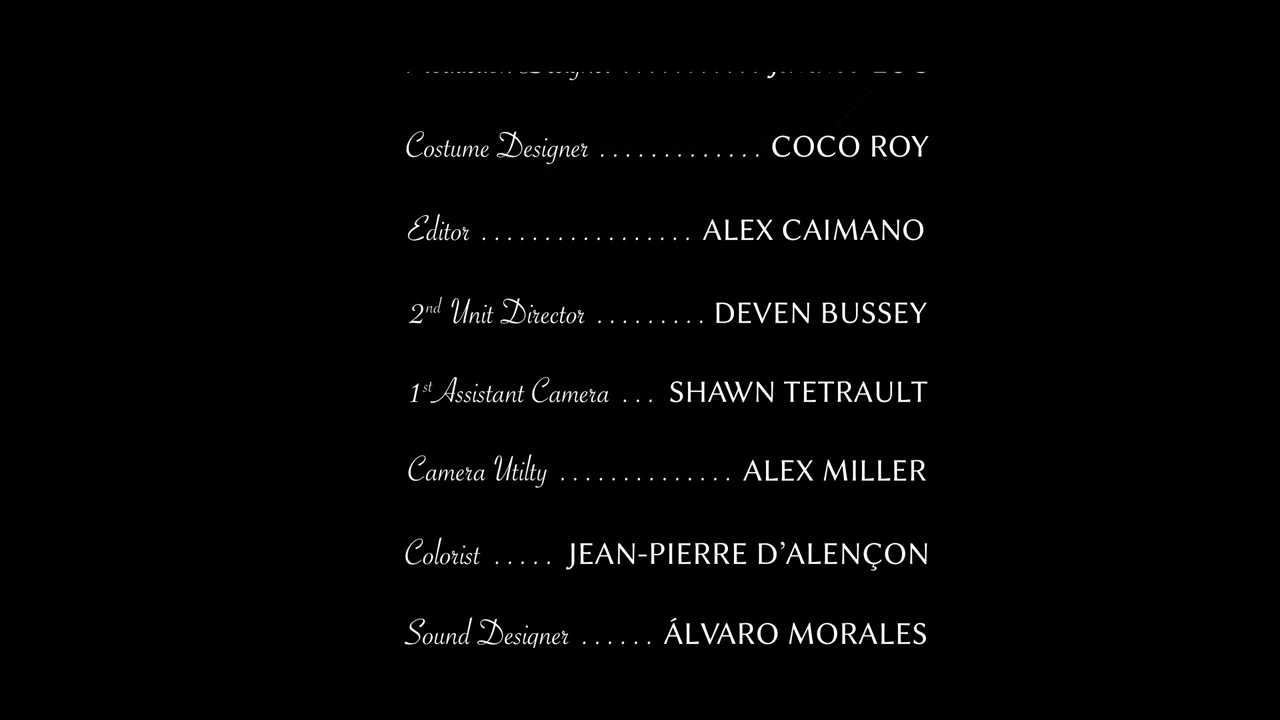 Costume Designer ............. COCO ROY
Editor ................. ALEX CAIMANO
2nd Unit Director ......... DEVEN BUSSEY
1st Assistant Camera ... SHAWN TETRAULT
Camera Utilty .............. ALEX MILLER
Colorist ..... JEAN-PIERRE D’ALENÇON
Sound Designer ...... ÁLVARO MORALES